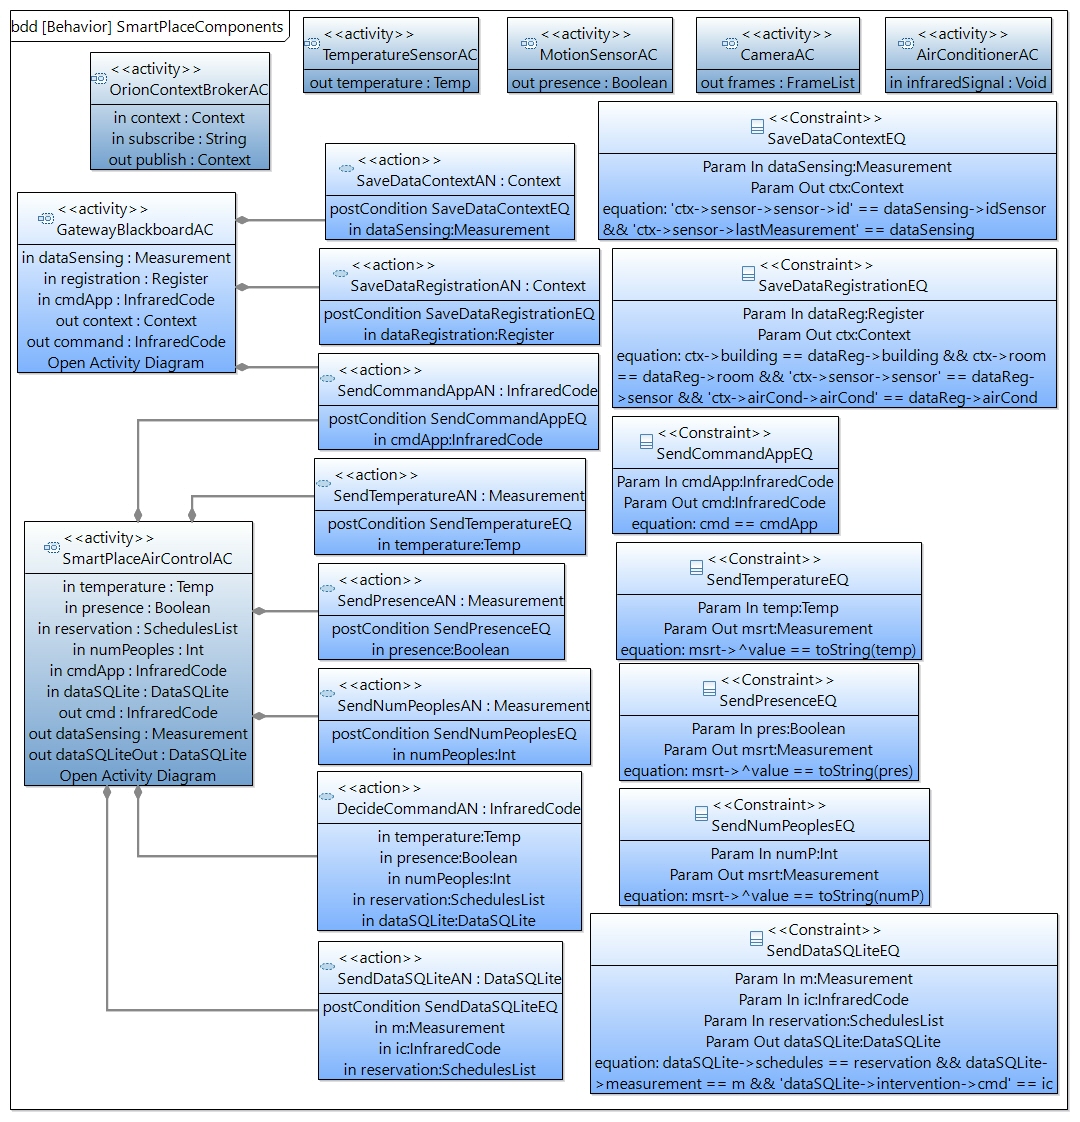 bdd [Behavior] SmartPlaceComponents
<<activity>>
OrionContextBrokerAC
in context : Context
in subscribe : String
out publish : Context
<<activity>>
TemperatureSensorAC
out temperature : Temp
<<activity>>
MotionSensorAC
out presence : Boolean
<<activity>>
CameraAC
out frames : FrameList
<<activity>>
AirConditionerAC
in infraredSignal : Void
<<activity>>
GatewayBlackboardAC
in dataSensing : Measurement
in registration : Register
in cmdApp : InfraredCode
out context : Context
out command : InfraredCode
Open Activity Diagram
<<activity>>
SmartPlaceAirControlAC
in temperature : Temp
in presence : Boolean
in reservation : SchedulesList
in numPeoples : Int
in cmdApp : InfraredCode
in dataSQLite : DataSQLite
out cmd : InfraredCode
out dataSensing : Measurement
out dataSQLiteOut : DataSQLite
Open Activity Diagram
<<action>>
SaveDataContextAN : Context
postCondition SaveDataContextEQ
in dataSensing:Measurement
<<action>>
SaveDataRegistrationAN : Context
postCondition SaveDataRegistrationEQ
in dataRegistration:Register
<<action>>
SendCommandAppAN : InfraredCode
postCondition SendCommandAppEQ
in cmdApp:InfraredCode
<<action>>
SendTemperatureAN : Measurement
postCondition SendTemperatureEQ
in temperature:Temp
<<action>>
SendPresenceAN : Measurement
postCondition SendPresenceEQ
in presence:Boolean
<<action>>
SendNumPeoplesAN : Measurement
postCondition SendNumPeoplesEQ
in numPeoples:Int
<<action>>
DecideCommandAN : InfraredCode
in temperature:Temp
in presence:Boolean
in numPeoples:Int
in reservation:SchedulesList
in dataSQLite:DataSQLite
<<action>>
SendDataSQLiteAN : DataSQLite
postCondition SendDataSQLiteEQ
in m:Measurement
in ic:InfraredCode
in reservation:SchedulesList
<<Constraint>>
SaveDataContextEQ
Param In dataSensing:Measurement
Param Out ctx:Context
equation: 'ctx->sensor->sensor->id' == dataSensing->idSensor
&& 'ctx->sensor->lastMeasurement' == dataSensing
<<Constraint>>
SaveDataRegistrationEQ
Param In dataReg:Register
Param Out ctx:Context
equation: ctx->building == dataReg->building && ctx->room
== dataReg->room && 'ctx->sensor->sensor' == dataReg-
>sensor && 'ctx->airCond->airCond' == dataReg->airCond
<<Constraint>>
SendCommandAppEQ
Param In cmdApp:InfraredCode
Param Out cmd:InfraredCode
equation: cmd == cmdApp
<<Constraint>>
SendTemperatureEQ
Param In temp:Temp
Param Out msrt:Measurement
equation: msrt->^value == toString(temp)
<<Constraint>>
SendPresenceEQ
Param In pres:Boolean
Param Out msrt:Measurement
equation: msrt->^value == toString(pres)
<<Constraint>>
SendNumPeoplesEQ
Param In numP:Int
Param Out msrt:Measurement
equation: msrt->^value == toString(numP)
<<Constraint>>
SendDataSQLiteEQ
Param In m:Measurement
Param In ic:InfraredCode
Param In reservation:SchedulesList
Param Out dataSQLite:DataSQLite
equation: dataSQLite->schedules == reservation && dataSQLite-
>measurement == m && 'dataSQLite->intervention->cmd' == ic